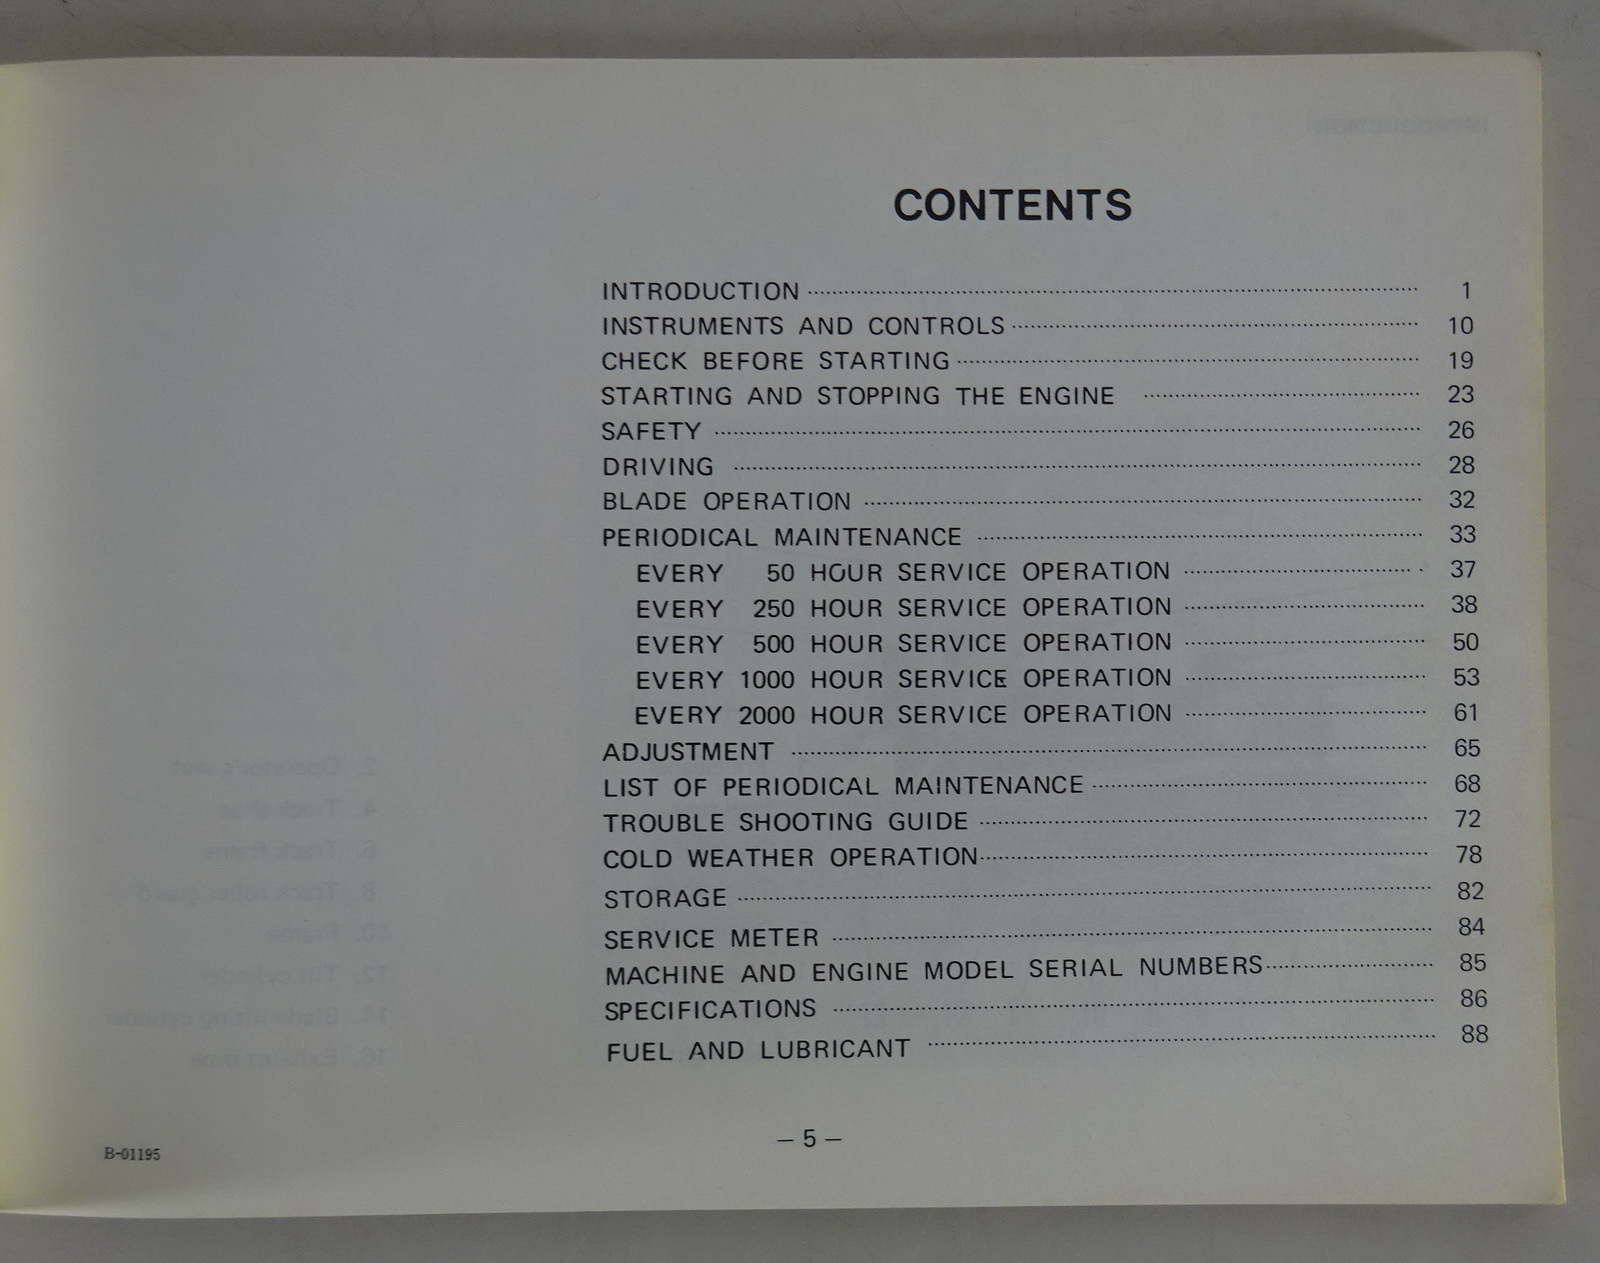 CONTENTS
INTRODUCTION 1
INSTRUMENTS AND CONTROLS 10
CHECK BEFORE STARTING 19
STARTING AND STOPPING THE ENGINE 23
SAFETY 26
DRIVING 28
BLADE OPERATION 32
PERIODICAL MAINTENANCE 33
EVERY 50 HOUR SERVICE OPERATION 37
EVERY 250 HOUR SERVICE OPERATION 38
EVERY 500 HOUR SERVICE OPERATION 50
EVERY 1000 HOUR SERVICE OPERATION 53
EVERY 2000 HOUR SERVICE OPERATION 61
ADJUSTMENT 65
LIST OF PERIODICAL MAINTENANCE 68
TROUBLE SHOOTING GUIDE 72
COLD WEATHER OPERATION 78
STORAGE 82
SERVICE METER 84
MACHINE AND ENGINE MODEL SERIAL NUMBERS 85
SPECIFICATIONS 86
FUEL AND LUBRICANT 88
– 5 –
B-01195